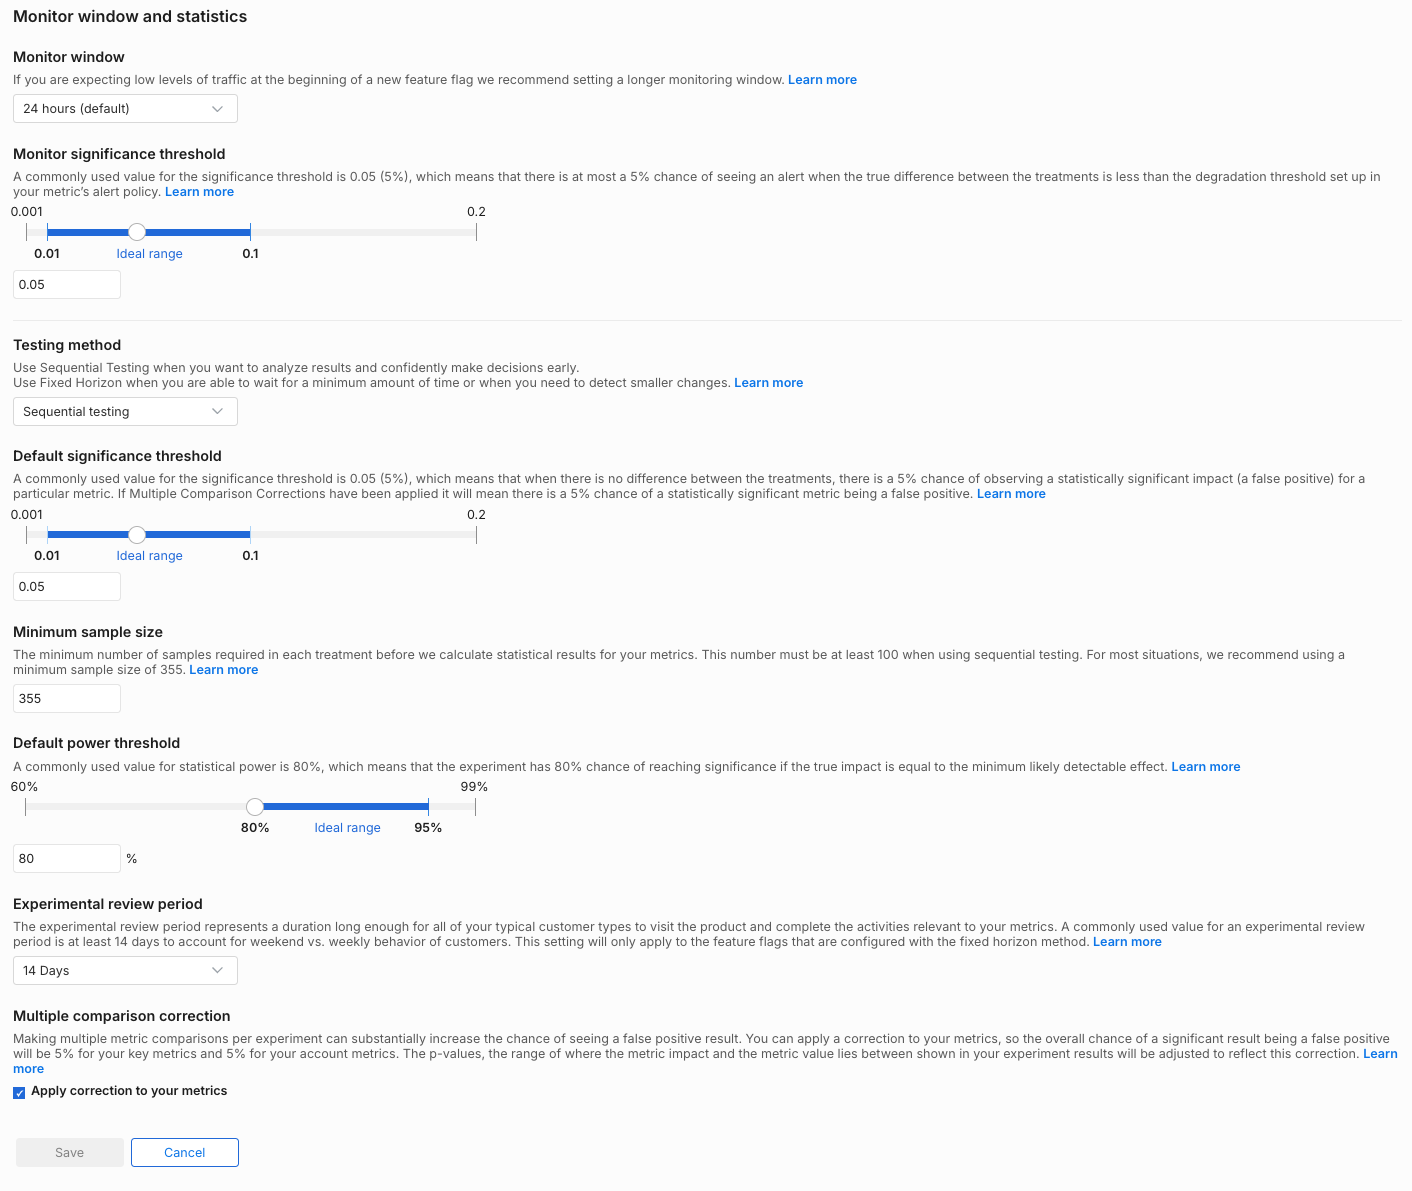 Monitor window and statistics
Monitor window
If you are expecting low levels of traffic at the beginning of a new feature flag we recommend setting a longer monitoring window. Learn more
24 hours (default)
Monitor significance threshold
A commonly used value for the significance threshold is 0.05 (5%), which means that there is at most a 5% chance of seeing an alert when the true difference between the treatments is less than the degradation threshold set up in
your metric’s alert policy. Learn more
0.001 0.2
0.01 Ideal range 0.1
0.05
Testing method
Use Sequential Testing when you want to analyze results and confidently make decisions early.
Use Fixed Horizon when you are able to wait for a minimum amount of time or when you need to detect smaller changes. Learn more
Sequential testing
Default significance threshold
A commonly used value for the significance threshold is 0.05 (5%), which means that when there is no difference between the treatments, there is a 5% chance of observing a statistically significant impact (a false positive) for a
particular metric. If Multiple Comparison Corrections have been applied it will mean there is a 5% chance of a statistically significant metric being a false positive. Learn more
0.001 0.2
0.01 Ideal range 0.1
0.05
Minimum sample size
The minimum number of samples required in each treatment before we calculate statistical results for your metrics. This number must be at least 100 when using sequential testing. For most situations, we recommend using a
minimum sample size of 355. Learn more
355
Default power threshold
A commonly used value for statistical power is 80%, which means that the experiment has 80% chance of reaching significance if the true impact is equal to the minimum likely detectable effect. Learn more
60% 99%
80% Ideal range 95%
80 %
Experimental review period
The experimental review period represents a duration long enough for all of your typical customer types to visit the product and complete the activities relevant to your metrics. A commonly used value for an experimental review
period is at least 14 days to account for weekend vs. weekly behavior of customers. This setting will only apply to the feature flags that are configured with the fixed horizon method. Learn more
14 Days
Multiple comparison correction
Making multiple metric comparisons per experiment can substantially increase the chance of seeing a false positive result. You can apply a correction to your metrics, so the overall chance of a significant result being a false positive
will be 5% for your key metrics and 5% for your account metrics. The p-values, the range of where the metric impact and the metric value lies between shown in your experiment results will be adjusted to reflect this correction. Learn
more
Apply correction to your metrics
Save Cancel